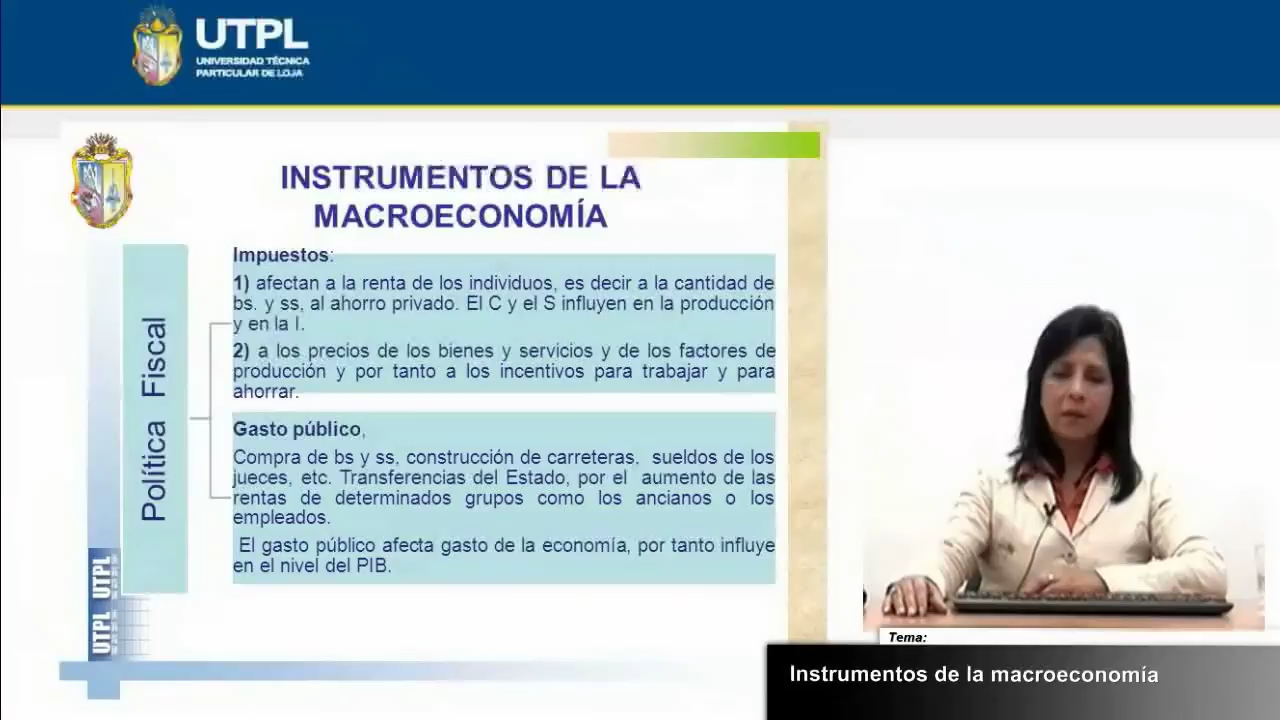 UTPL
UNIVERSIDAD TÉCNICA
PARTICULAR DE LOJA
INSTRUMENTOS DE LA
MACROECONOMÍA
Política Fiscal
Impuestos:
1) afectan a la renta de los individuos, es decir a la cantidad de
bs. y ss, al ahorro privado. El C y el S influyen en la producción
y en la I.
2) a los precios de los bienes y servicios y de los factores de
producción y por tanto a los incentivos para trabajar y para
ahorrar.
Gasto público,
Compra de bs y ss, construcción de carreteras, sueldos de los
jueces, etc. Transferencias del Estado, por el aumento de las
rentas de determinados grupos como los ancianos o los
empleados.
El gasto público afecta gasto de la economía, por tanto influye
en el nivel del PIB.
UTPL UTPL
Tema:
Instrumentos de la macroeconomía